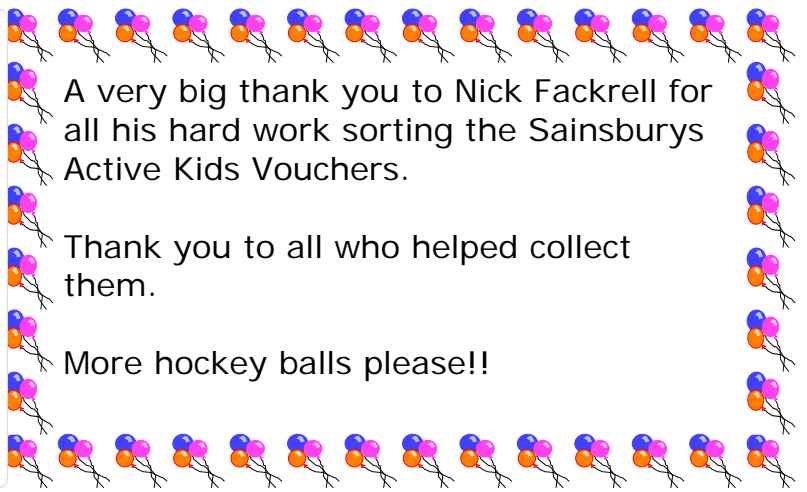 A very big thank you to Nick Fackrell for
all his hard work sorting the Sainsburys
Active Kids Vouchers.
Thank you to all who helped collect
them.
More hockey balls please!!